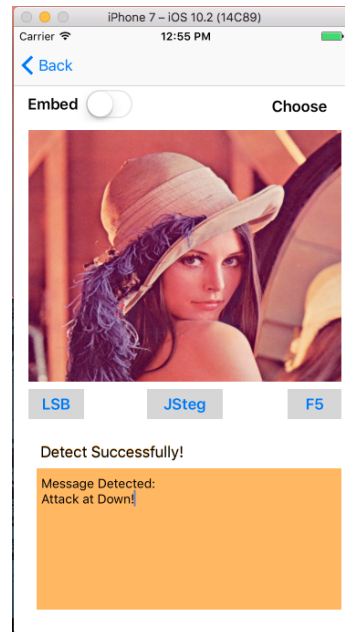 iPhone 7 – iOS 10.2 (14C89)
Carrier 12:55 PM
Back
Embed Choose
LSB JSteg F5
Detect Successfully!
Message Detected:
Attack at Down!